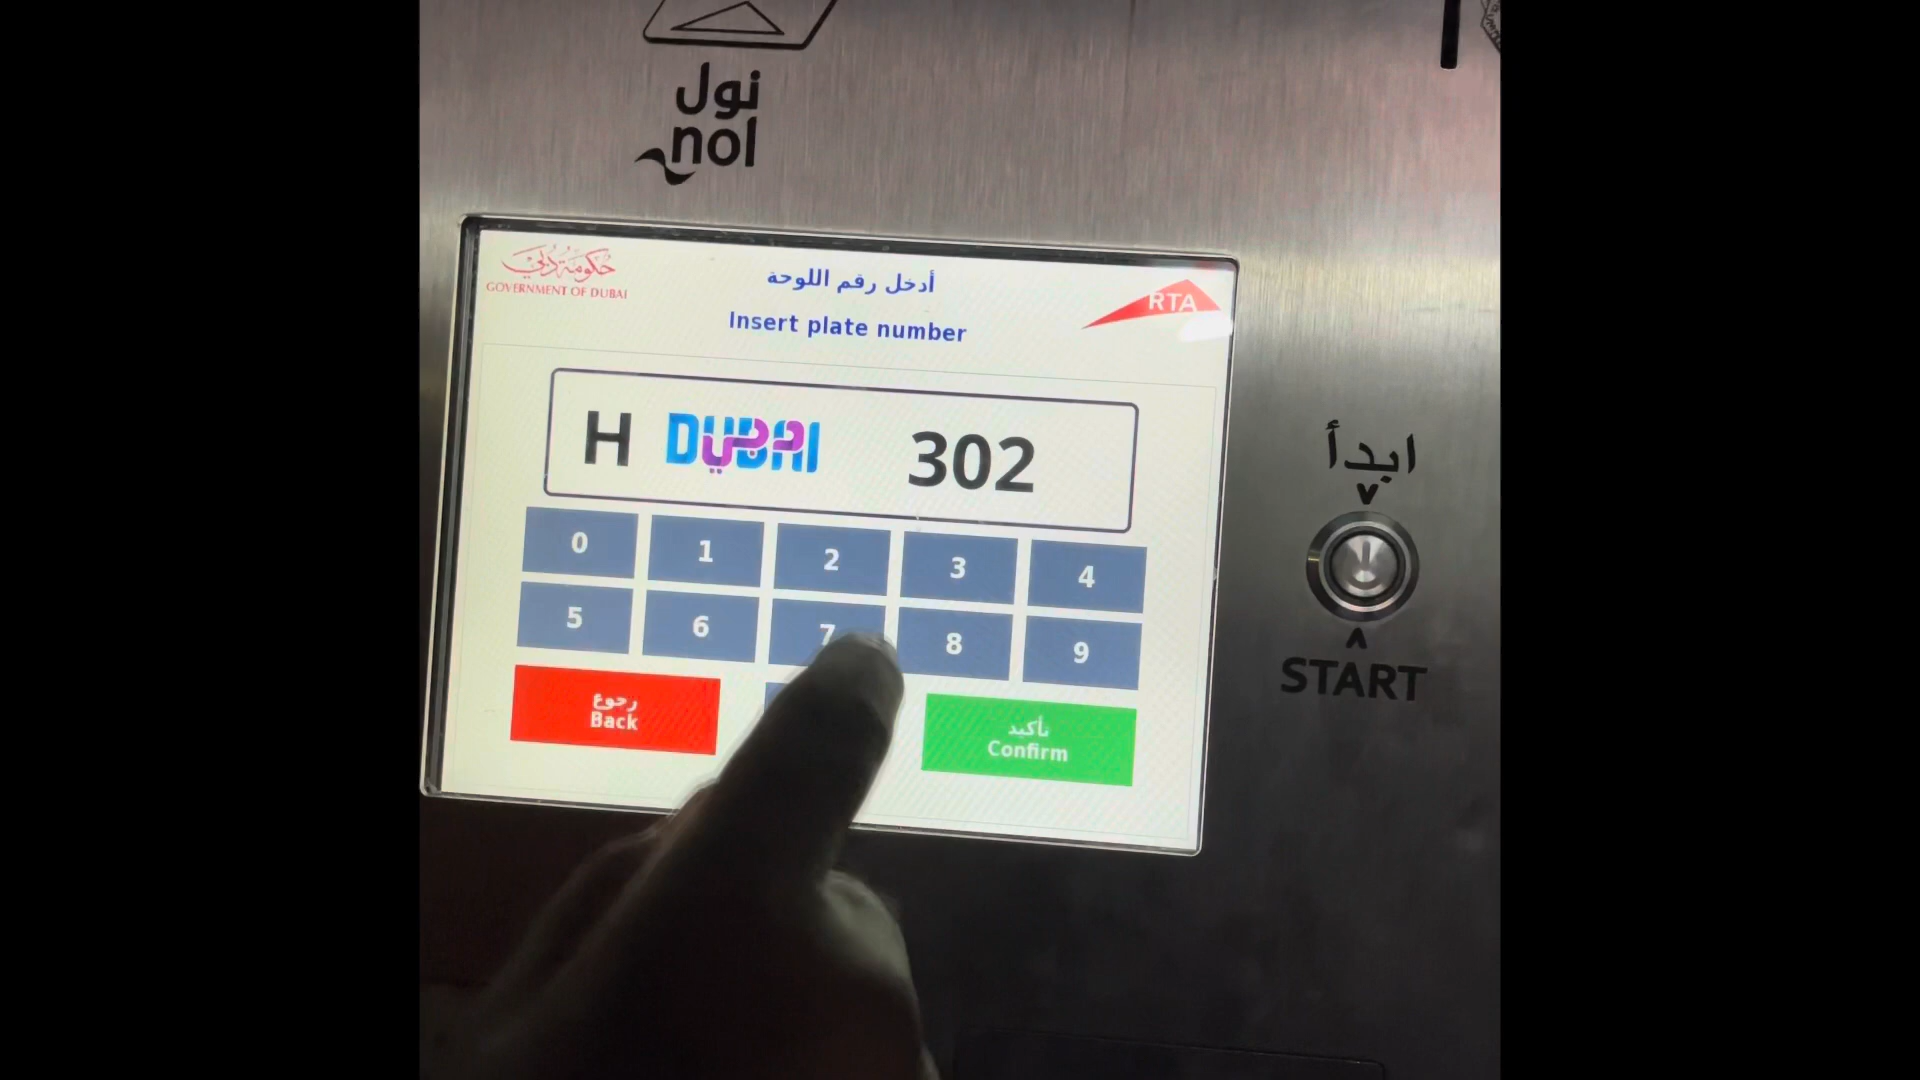 نول
nol
حكومة دبي
GOVERNMENT OF DUBAI
أدخل رقم اللوحة
Insert plate number
RTA
H DUBAI 302
0 1 2 3 4
5 6 7 8 9
رجوع
Back
تأكيد
Confirm
ابدأ
START